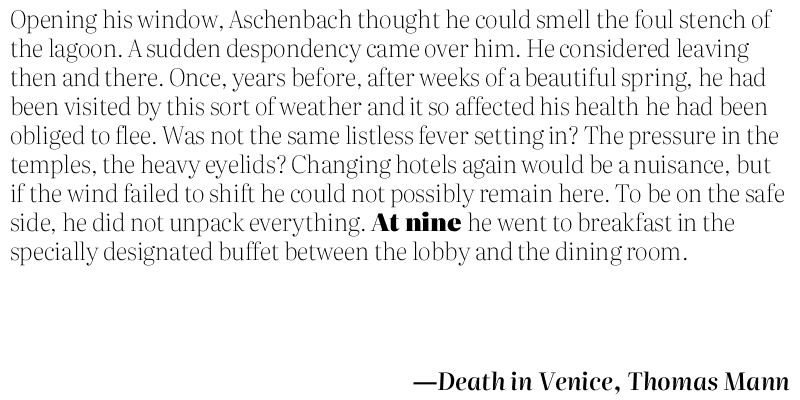 Opening his window, Aschenbach thought he could smell the foul stench of
the lagoon. A sudden despondency came over him. He considered leaving
then and there. Once, years before, after weeks of a beautiful spring, he had
been visited by this sort of weather and it so affected his health he had been
obliged to flee. Was not the same listless fever setting in? The pressure in the
temples, the heavy eyelids? Changing hotels again would be a nuisance, but
if the wind failed to shift he could not possibly remain here. To be on the safe
side, he did not unpack everything. At nine he went to breakfast in the
specially designated buffet between the lobby and the dining room.
—Death in Venice, Thomas Mann